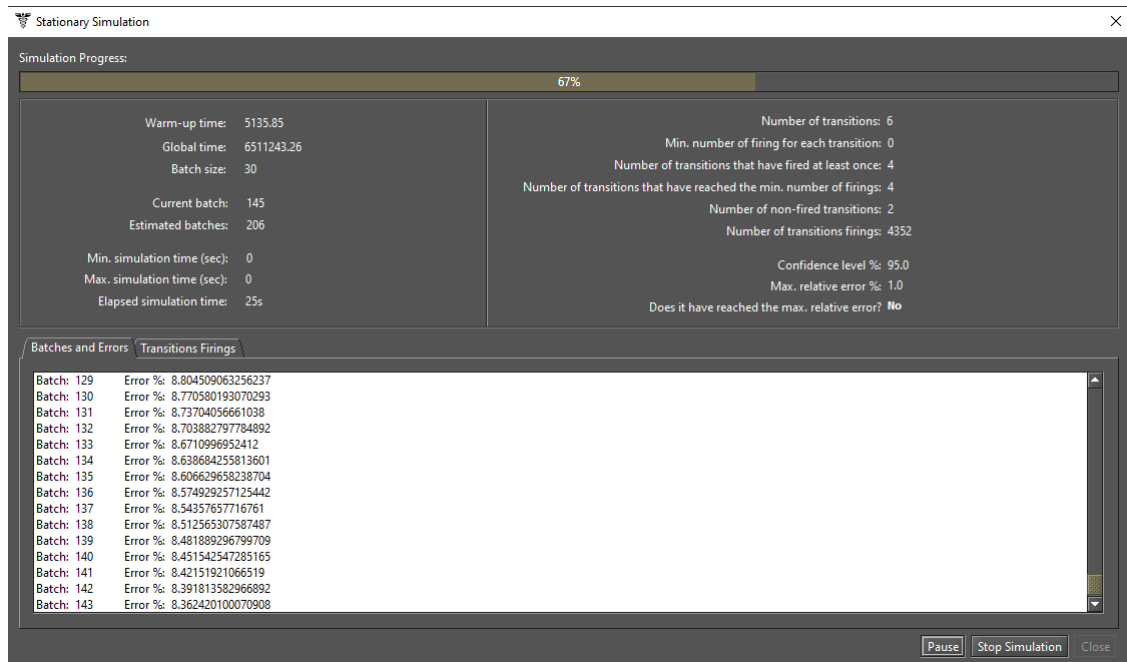 Stationary Simulation
Simulation Progress:
67%
Warm-up time: 5135.85
Global time: 6511243.26
Batch size: 30
Current batch: 145
Estimated batches: 206
Min. simulation time (sec): 0
Max. simulation time (sec): 0
Elapsed simulation time: 25s
Number of transitions: 6
Min. number of firing for each transition: 0
Number of transitions that have fired at least once: 4
Number of transitions that have reached the min. number of firings: 4
Number of non-fired transitions: 2
Number of transitions firings: 4352
Confidence level %: 95.0
Max. relative error %: 1.0
Does it have reached the max. relative error? No
Batches and Errors Transitions Firings
Batch: 129 Error %: 8.804509063256237
Batch: 130 Error %: 8.770580193070293
Batch: 131 Error %: 8.73704056661038
Batch: 132 Error %: 8.703882797784892
Batch: 133 Error %: 8.6710996952412
Batch: 134 Error %: 8.638684255813601
Batch: 135 Error %: 8.606629658238704
Batch: 136 Error %: 8.574929257125442
Batch: 137 Error %: 8.54357657716761
Batch: 138 Error %: 8.512565307587487
Batch: 139 Error %: 8.481889296799709
Batch: 140 Error %: 8.451542547285165
Batch: 141 Error %: 8.42151921066519
Batch: 142 Error %: 8.391813582966892
Batch: 143 Error %: 8.362420100070908
Pause Stop Simulation Close